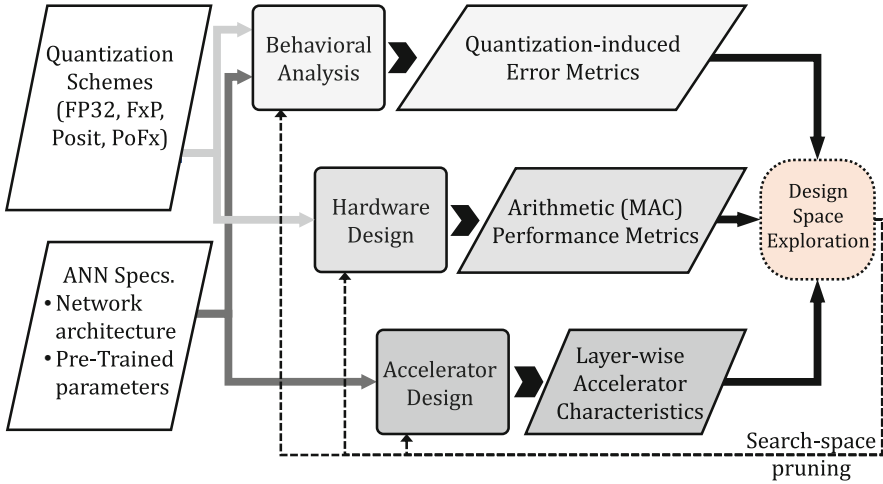 Quantization
Schemes
(FP32, FxP,
Posit, PoFx)
Behavioral
Analysis
Quantization-induced
Error Metrics
Hardware
Design
Arithmetic (MAC)
Performance Metrics
Design
Space
Exploration
ANN Specs.
• Network
architecture
• Pre-Trained
parameters
Accelerator
Design
Layer-wise
Accelerator
Characteristics
Search-space
pruning